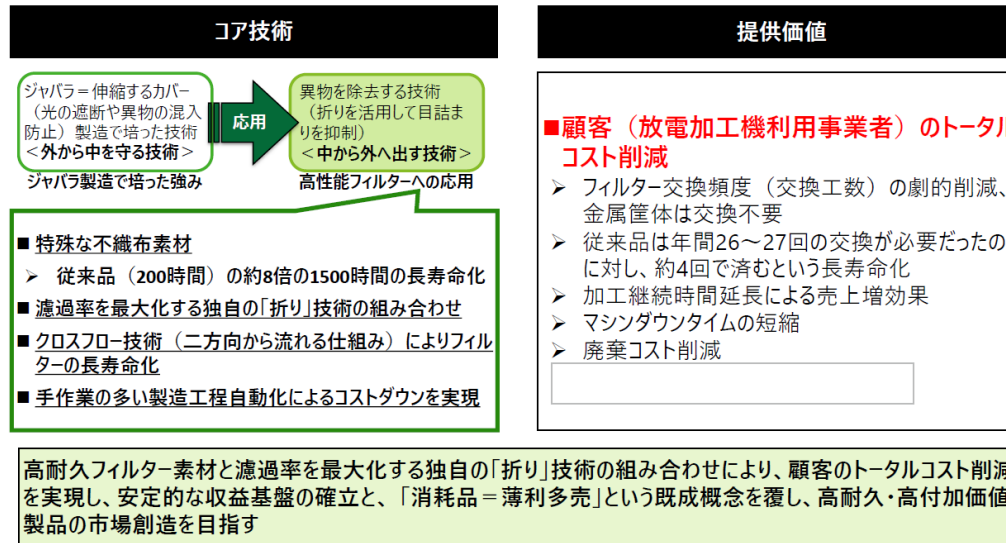 コア技術
提供価値
ジャバラ＝伸縮するカバー
（光の遮断や異物の混入
防止）製造で培った技術
＜外から中を守る技術＞
応用
異物を除去する技術
（折りを活用して目詰ま
りを抑制）
＜中から外へ出す技術＞
ジャバラ製造で培った強み
高性能フィルターへの応用
■ 特殊な不織布素材
➢ 従来品（200時間）の約8倍の1500時間の長寿命化
■ 濾過率を最大化する独自の「折り」技術の組み合わせ
■ クロスフロー技術（二方向から流れる仕組み）によりフィル
ターの長寿命化
■ 手作業の多い製造工程自動化によるコストダウンを実現
■顧客（放電加工機利用事業者）のトータル
コスト削減
➢ フィルター交換頻度（交換工数）の劇的削減、
金属筐体は交換不要
➢ 従来品は年間26～27回の交換が必要だったの
に対し、約4回で済むという長寿命化
➢ 加工継続時間延長による売上増効果
➢ マシンダウンタイムの短縮
➢ 廃棄コスト削減
高耐久フィルター素材と濾過率を最大化する独自の「折り」技術の組み合わせにより、顧客のトータルコスト削減
を実現し、安定的な収益基盤の確立と、「消耗品＝薄利多売」という既成概念を覆し、高耐久・高付加価値
製品の市場創造を目指す